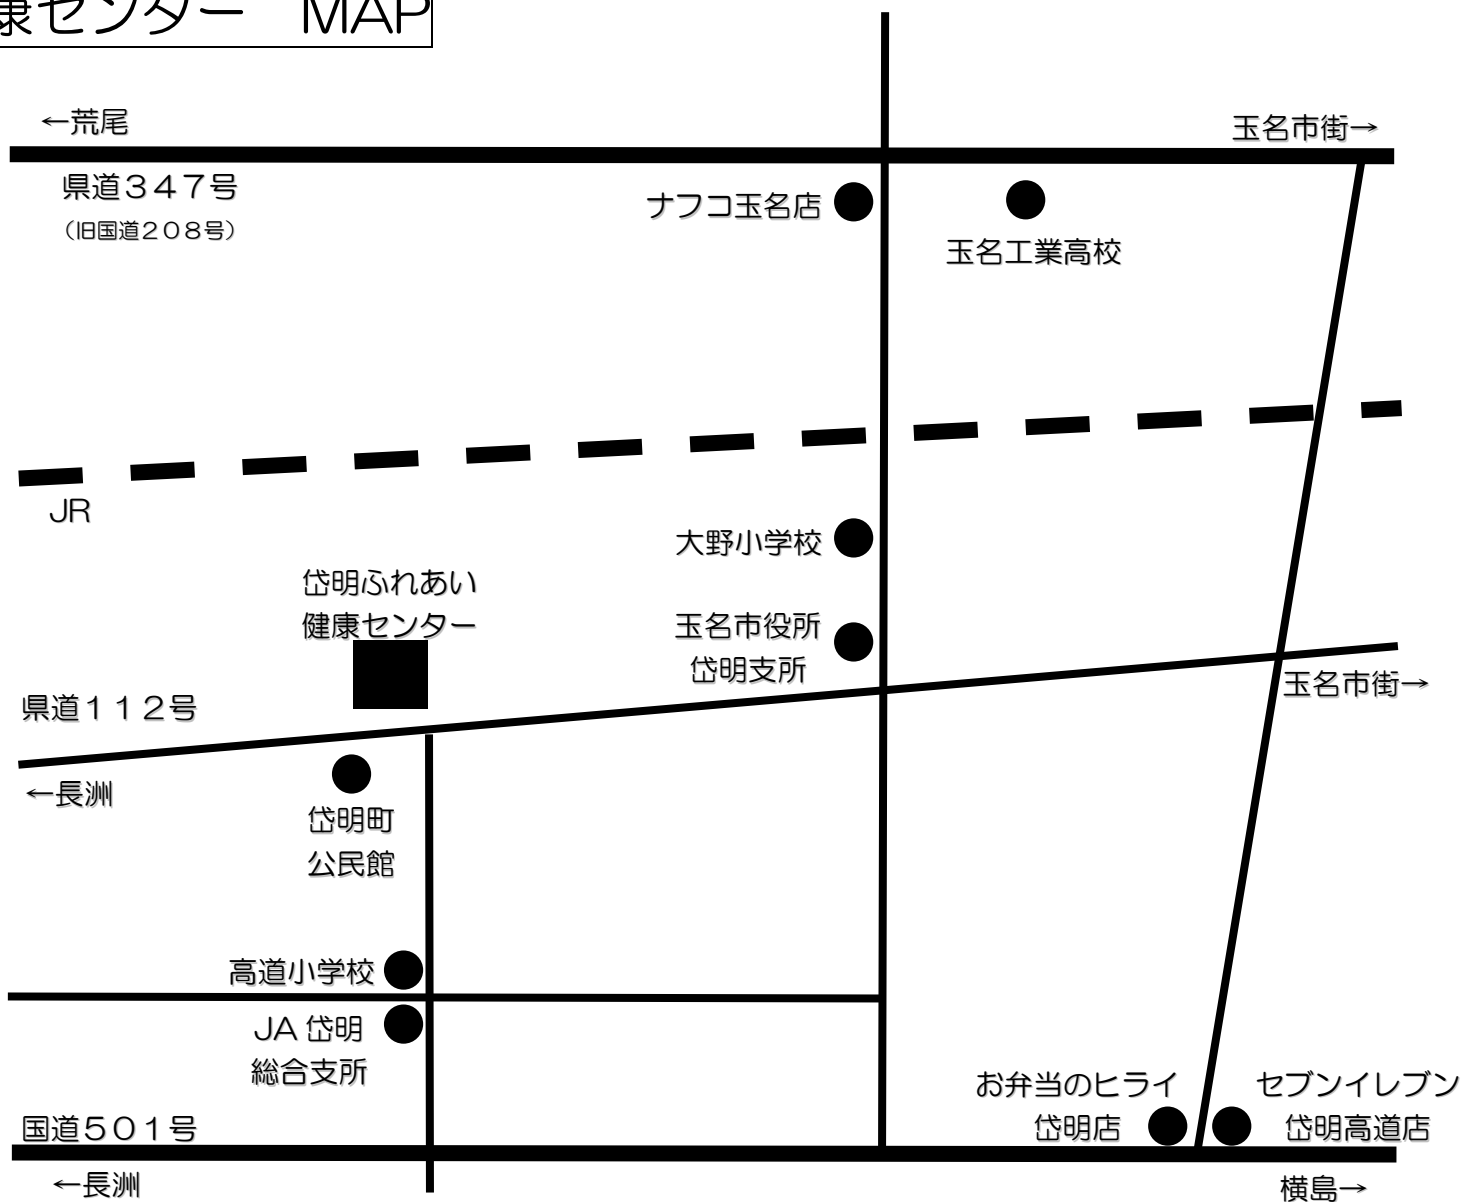 康センター　MAP
←荒尾
玉名市街→
県道３４７号
（旧国道２０８号）
ナフコ玉名店
玉名工業高校
JR
大野小学校
岱明ふれあい
健康センター
玉名市役所
岱明支所
玉名市街→
県道１１２号
←長洲
岱明町
公民館
高道小学校
JA 岱明
総合支所
お弁当のヒライ
岱明店
セブンイレブン
岱明高道店
国道５０１号
←長洲
横島→